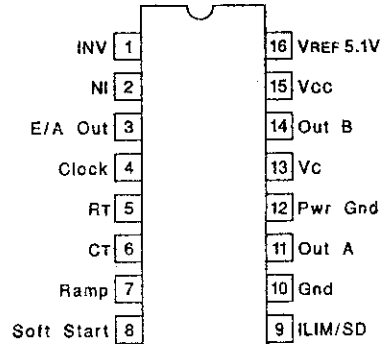 INV 1 16 VREF 5.1V
NI 2 15 VCC
E/A Out 3 14 Out B
Clock 4 13 VC
RT 5 12 Pwr Gnd
CT 6 11 Out A
Ramp 7 10 Gnd
Soft Start 8 9 ILIM/SD